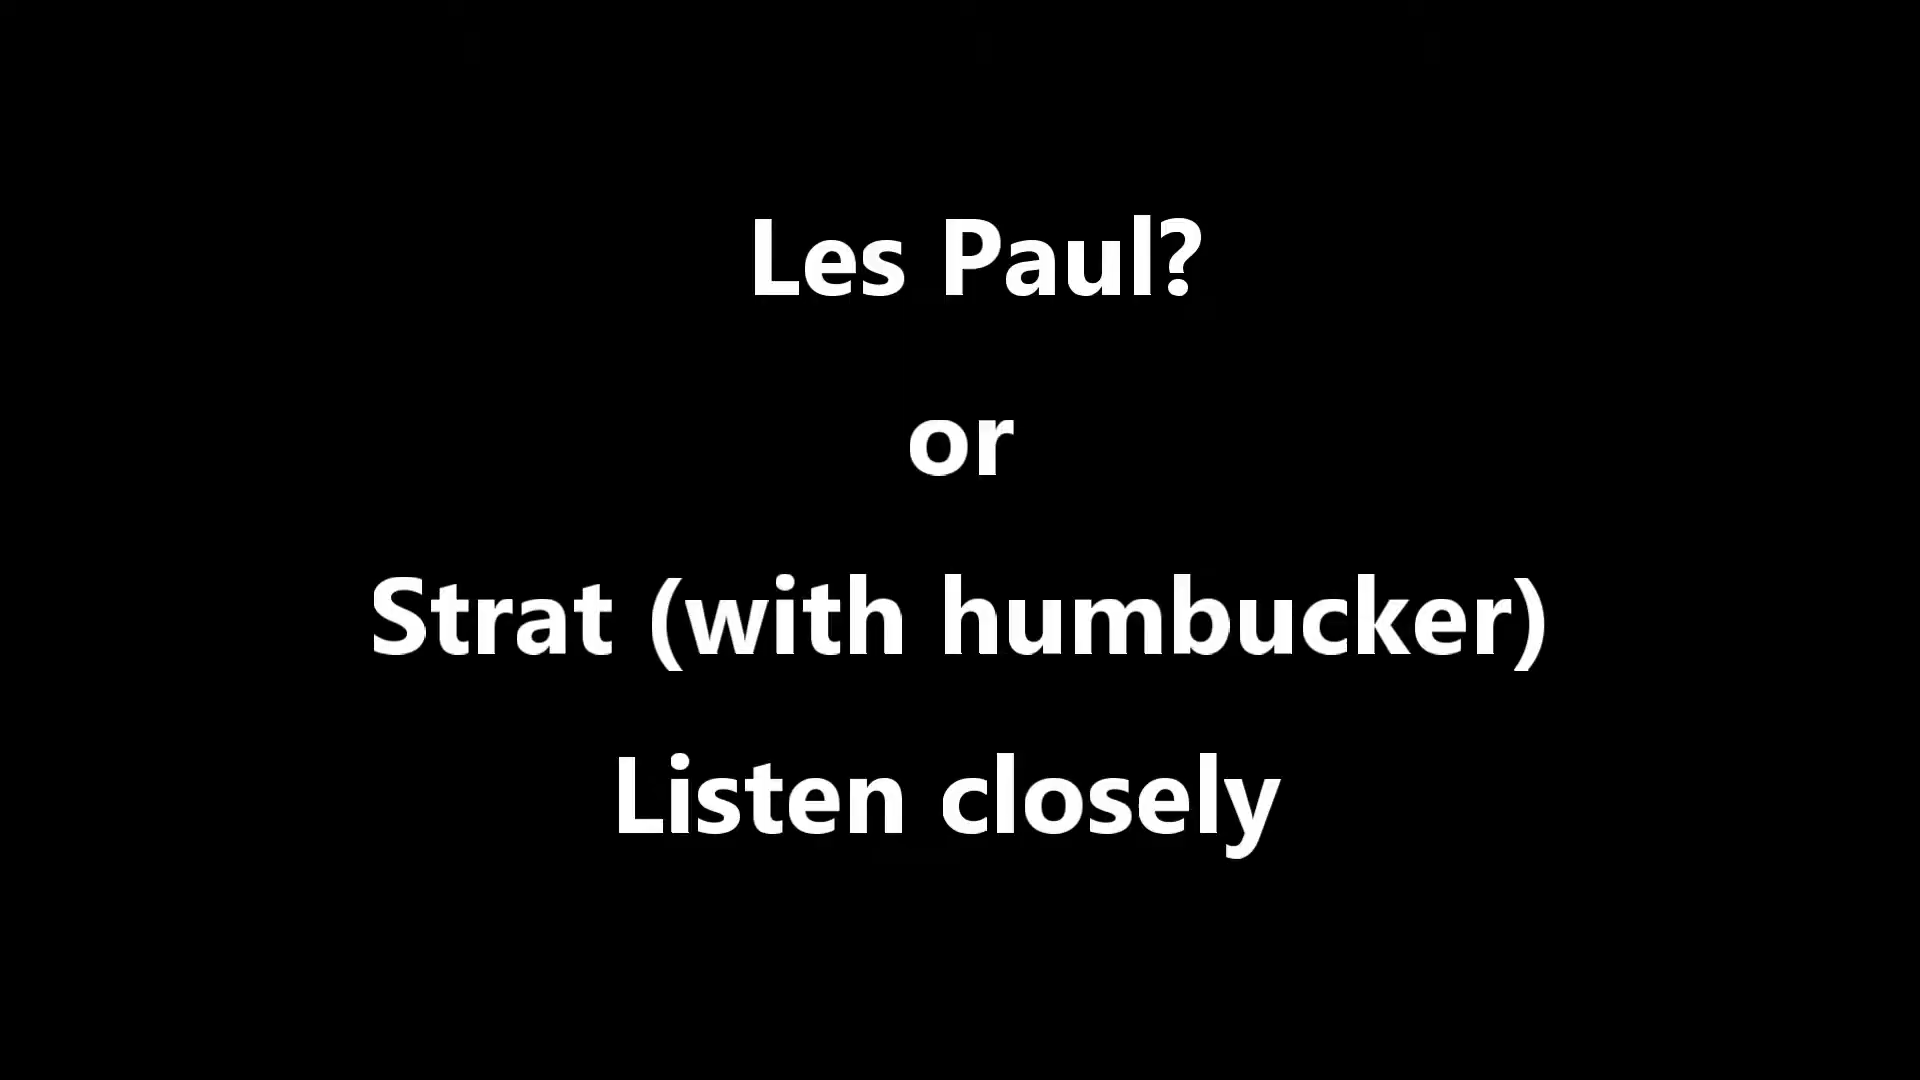 Les Paul?
or
Strat (with humbucker)
Listen closely